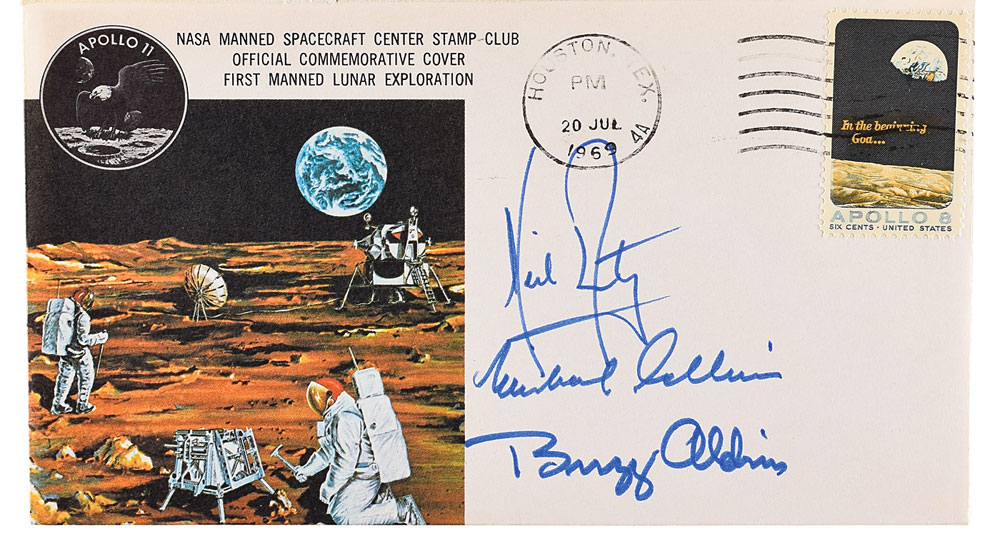 APOLLO 11
NASA MANNED SPACECRAFT CENTER STAMP CLUB
OFFICIAL COMMEMORATIVE COVER
FIRST MANNED LUNAR EXPLORATION
HOUSTON, TEX.
PM
20 JUL
1969
4A
In the beginning
God...
APOLLO 8
SIX CENTS · UNITED STATES
Neil
Michael Collins
Buzz Aldrin